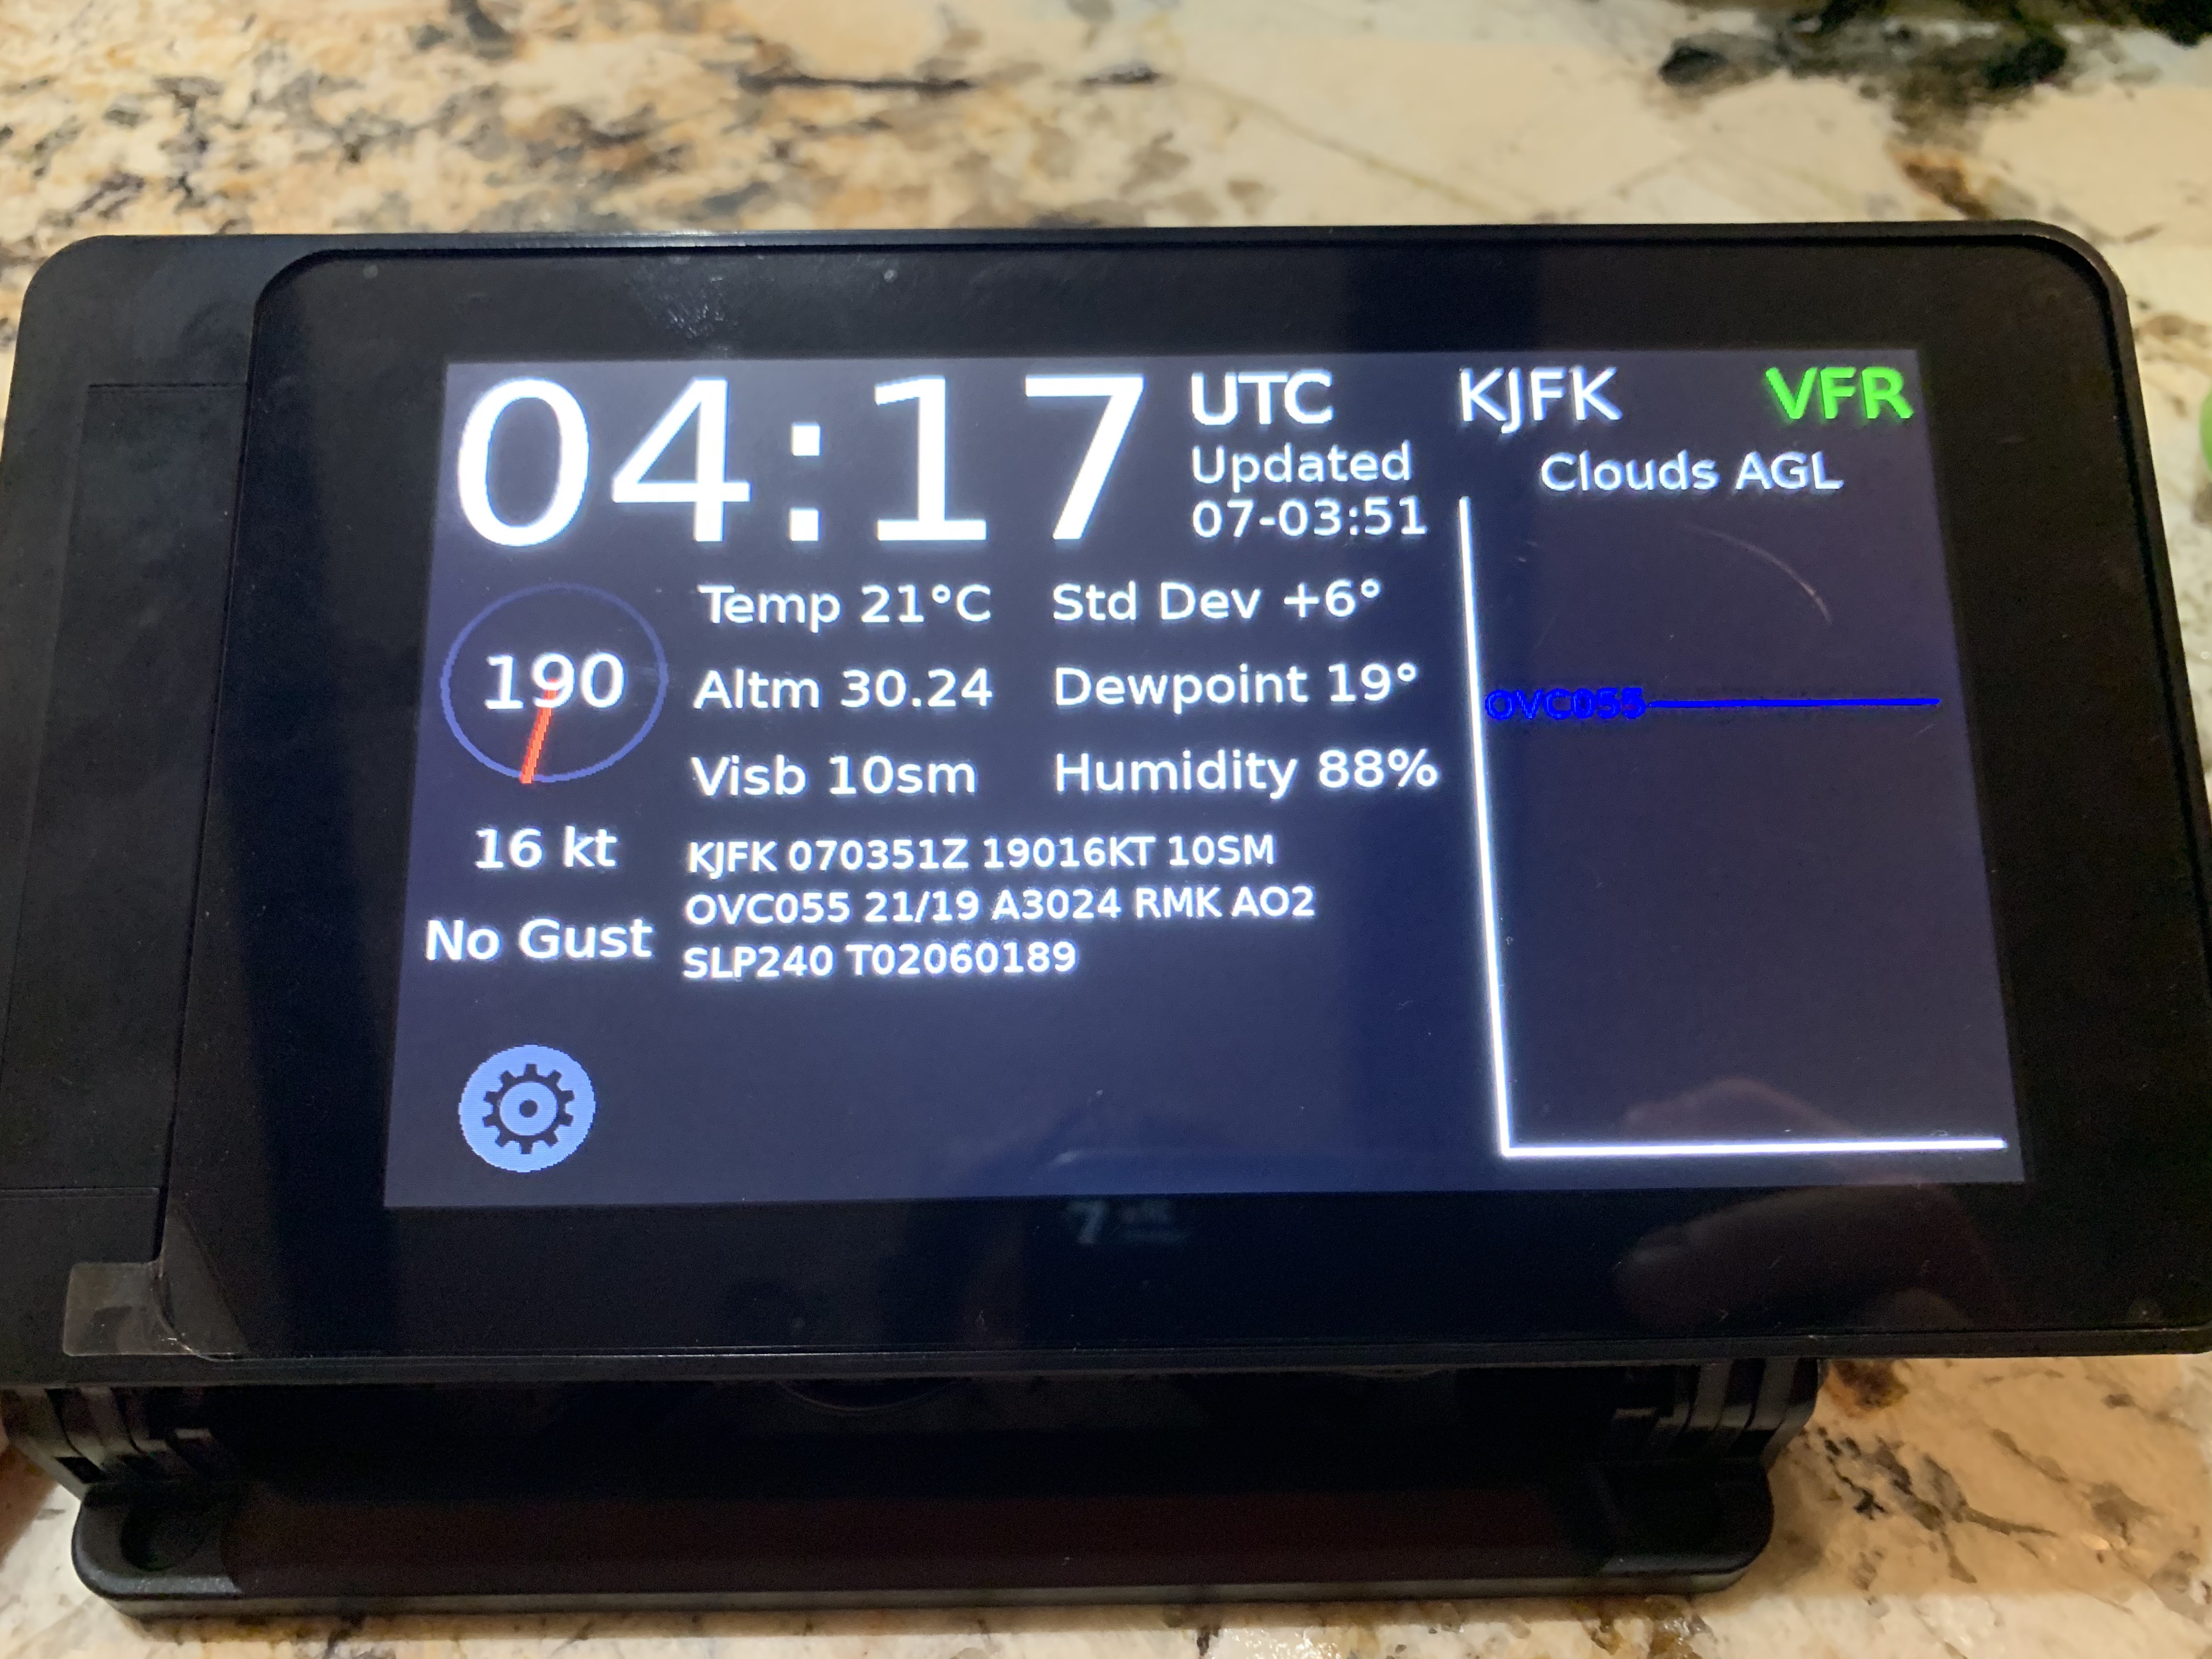 04:17
UTC
Updated
07-03:51
KJFK
VFR
Clouds AGL
OVC055
190
16 kt
No Gust
Temp 21°C
Std Dev +6°
Altm 30.24
Dewpoint 19°
Visb 10sm
Humidity 88%
KJFK 070351Z 19016KT 10SM
OVC055 21/19 A3024 RMK AO2
SLP240 T02060189